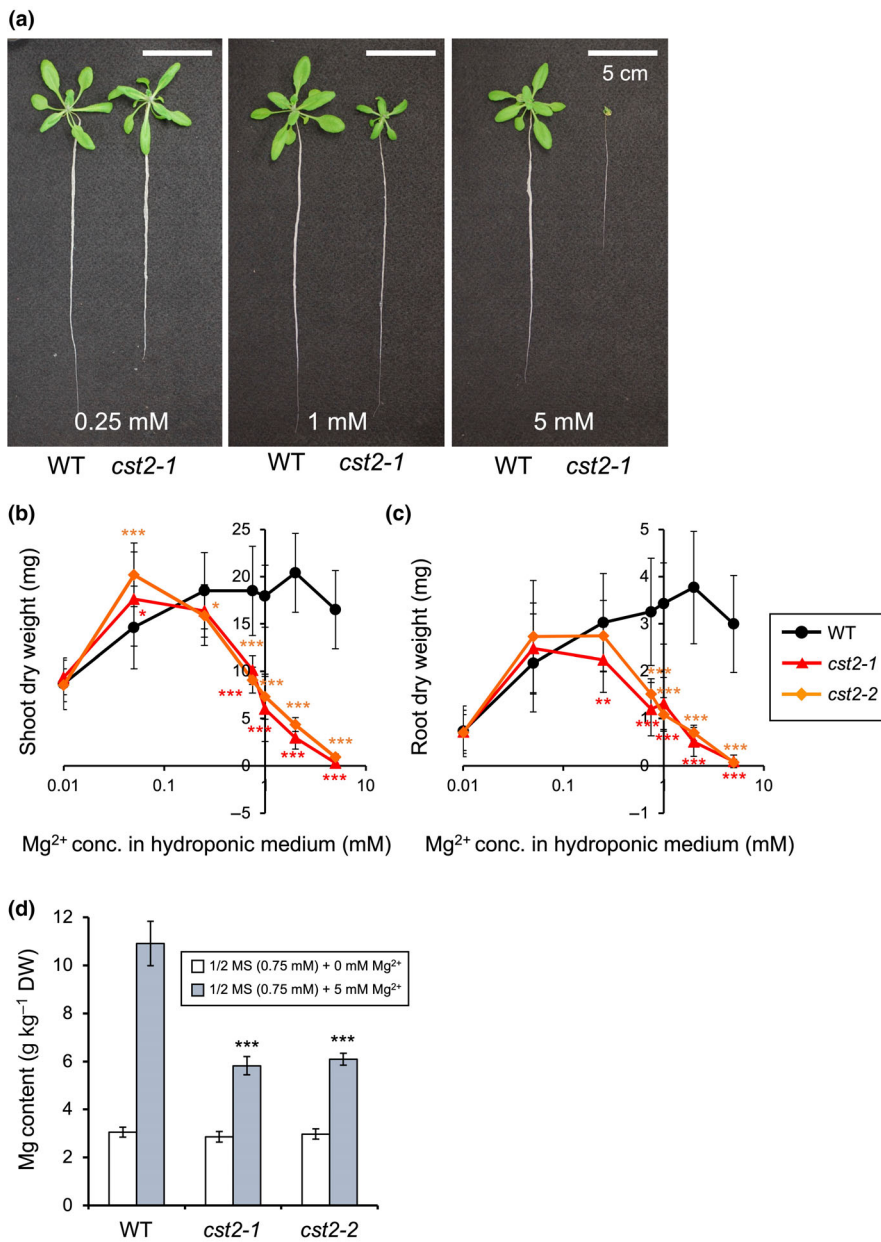 (a)
5 cm
0.25 mM
1 mM
5 mM
WT cst2-1
WT cst2-1
WT cst2-1
(b)
Shoot dry weight (mg)
25
20
15
10
5
0
–5
0.01
0.1
1
10
***
*
*
***
***
***
***
***
***
***
***
Mg²⁺ conc. in hydroponic medium (mM)
(c)
Root dry weight (mg)
5
4
3
2
1
0
–1
0.01
0.1
1
10
**
***
***
***
***
***
***
***
***
Mg²⁺ conc. in hydroponic medium (mM)
WT
cst2-1
cst2-2
(d)
Mg content (g kg⁻¹ DW)
12
10
8
6
4
2
0
1/2 MS (0.75 mM) + 0 mM Mg²⁺
1/2 MS (0.75 mM) + 5 mM Mg²⁺
***
***
WT
cst2-1
cst2-2